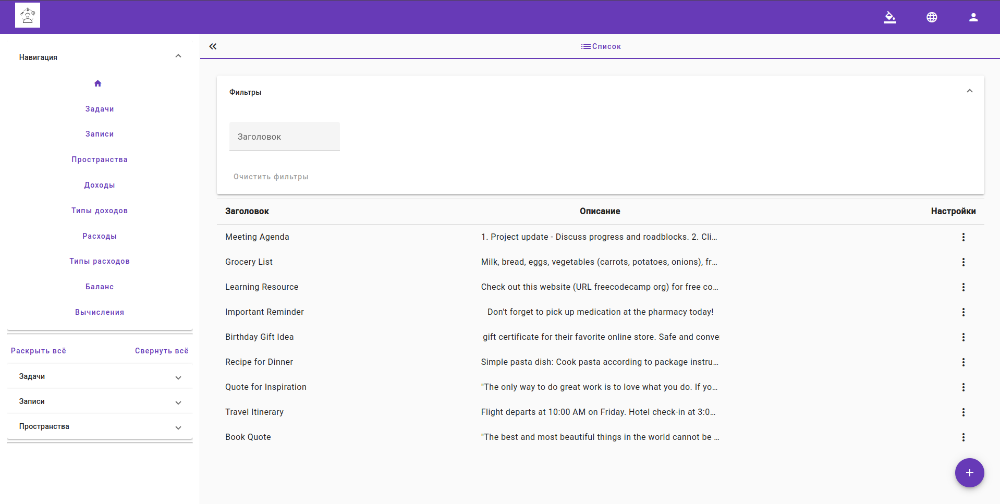 Список
Навигация
Задачи
Записи
Пространства
Доходы
Типы доходов
Расходы
Типы расходов
Баланс
Вычисления
Раскрыть всё Свернуть всё
Задачи
Записи
Пространства
Фильтры
Заголовок
Очистить фильтры
Заголовок Описание Настройки
Meeting Agenda 1. Project update - Discuss progress and roadblocks. 2. Cli…
Grocery List Milk, bread, eggs, vegetables (carrots, potatoes, onions), fr…
Learning Resource Check out this website (URL freecodecamp org) for free co…
Important Reminder Don't forget to pick up medication at the pharmacy today!
Birthday Gift Idea gift certificate for their favorite online store. Safe and conve
Recipe for Dinner Simple pasta dish: Cook pasta according to package instru…
Quote for Inspiration "The only way to do great work is to love what you do. If yo…
Travel Itinerary Flight departs at 10:00 AM on Friday. Hotel check-in at 3:0…
Book Quote "The best and most beautiful things in the world cannot be …